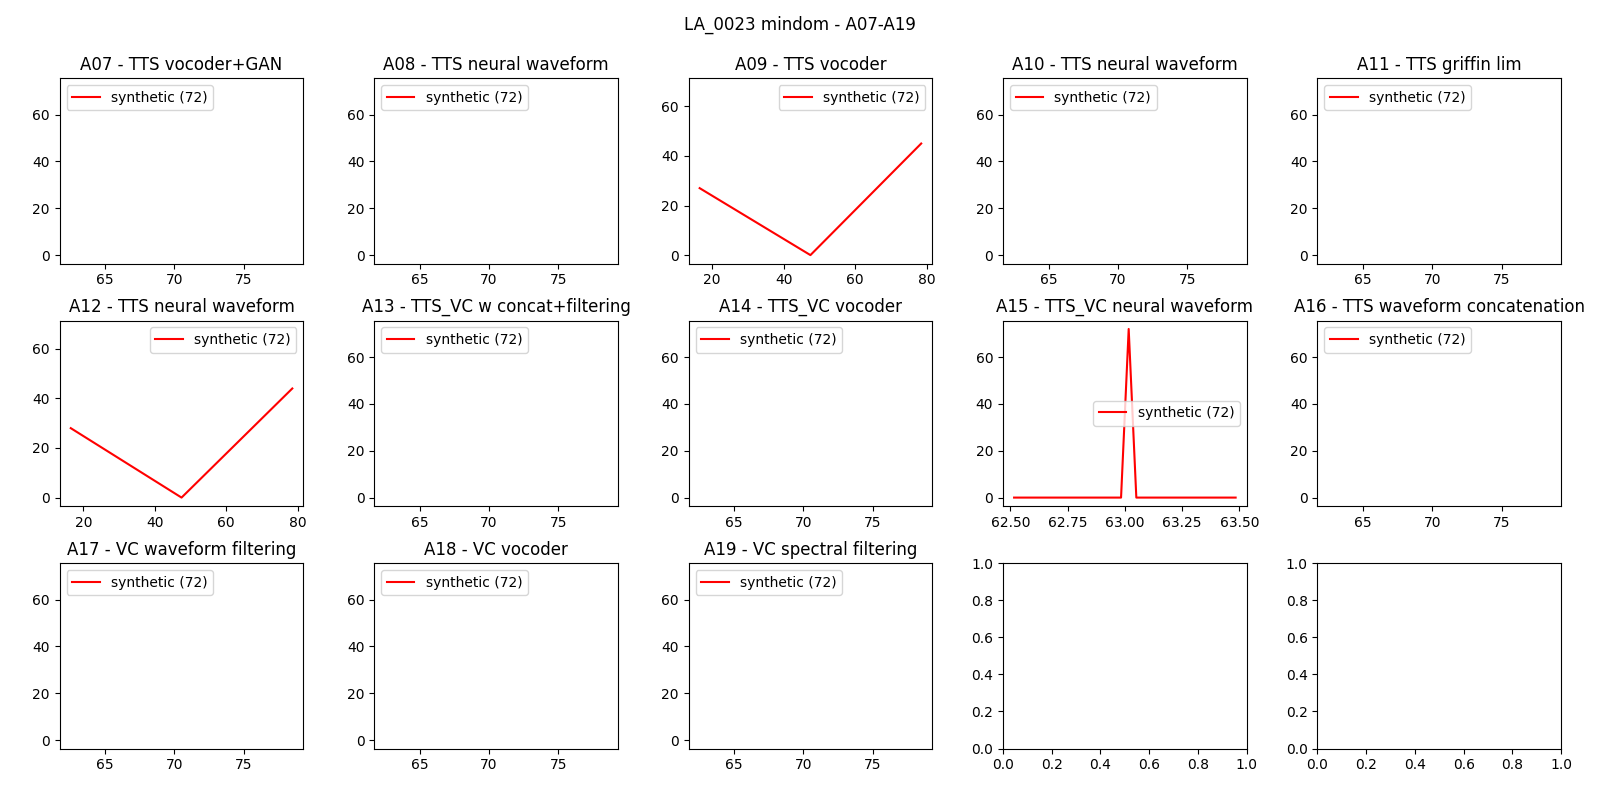 LA_0023 mindom - A07-A19
A07 - TTS vocoder+GAN
synthetic (72)
60
40
20
0
65 70 75
A08 - TTS neural waveform
synthetic (72)
60
40
20
0
65 70 75
A09 - TTS vocoder
synthetic (72)
60
40
20
0
20 40 60 80
A10 - TTS neural waveform
synthetic (72)
60
40
20
0
65 70 75
A11 - TTS griffin lim
synthetic (72)
60
40
20
0
65 70 75
A12 - TTS neural waveform
synthetic (72)
60
40
20
0
20 40 60 80
A13 - TTS_VC w concat+filtering
synthetic (72)
60
40
20
0
65 70 75
A14 - TTS_VC vocoder
synthetic (72)
60
40
20
0
65 70 75
A15 - TTS_VC neural waveform
synthetic (72)
60
40
20
0
62.50 62.75 63.00 63.25 63.50
A16 - TTS waveform concatenation
synthetic (72)
60
40
20
0
65 70 75
A17 - VC waveform filtering
synthetic (72)
60
40
20
0
65 70 75
A18 - VC vocoder
synthetic (72)
60
40
20
0
65 70 75
A19 - VC spectral filtering
synthetic (72)
60
40
20
0
65 70 75
1.0
0.8
0.6
0.4
0.2
0.0
0.0 0.2 0.4 0.6 0.8 1.0
1.0
0.8
0.6
0.4
0.2
0.0
0.0 0.2 0.4 0.6 0.8 1.0